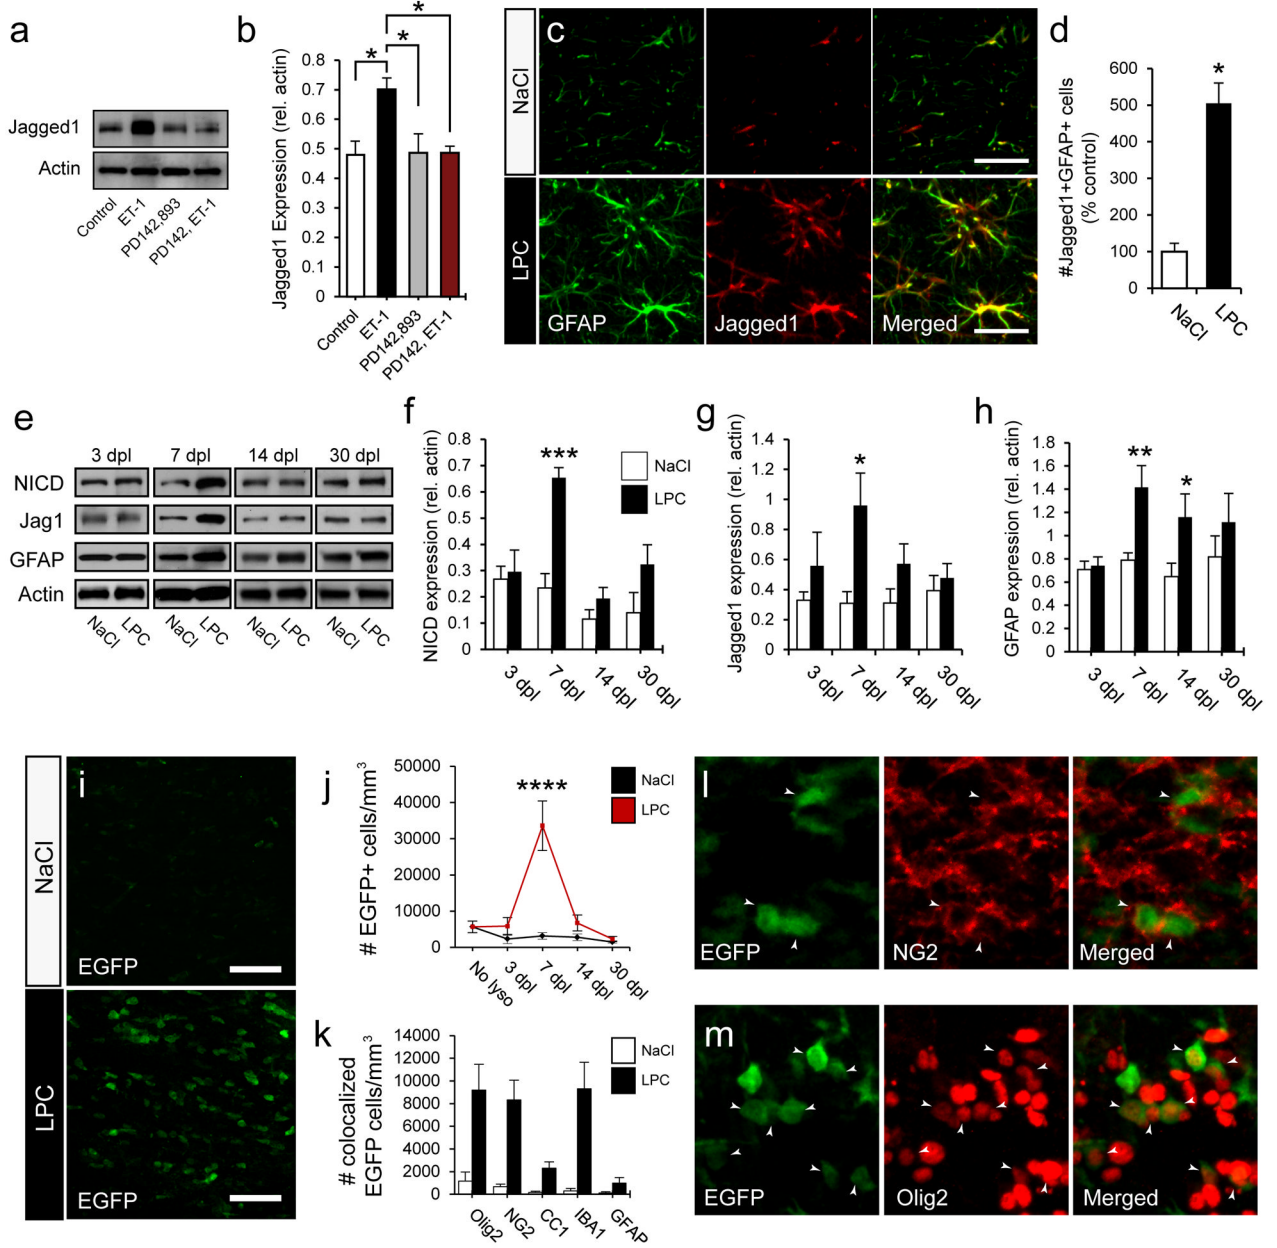 a
Jagged1
Actin
Control
ET-1
PD142,893
PD142, ET-1
b
Jagged1 Expression (rel. actin)
0.8
0.7
0.6
0.5
0.4
0.3
0.2
0.1
0
*
*
*
Control
ET-1
PD142,893
PD142, ET-1
c
NaCl
LPC
GFAP
Jagged1
Merged
d
#Jagged1+GFAP+ cells
(% control)
600
500
400
300
200
100
0
*
NaCl
LPC
e
3 dpl
7 dpl
14 dpl
30 dpl
NICD
Jag1
GFAP
Actin
NaCl
LPC
NaCl
LPC
NaCl
LPC
NaCl
LPC
f
NICD expression (rel. actin)
0.8
0.7
0.6
0.5
0.4
0.3
0.2
0.1
0
***
NaCl
LPC
3 dpl
7 dpl
14 dpl
30 dpl
g
Jagged1 expression (rel. actin)
1.4
1.2
1
0.8
0.6
0.4
0.2
0
*
3 dpl
7 dpl
14 dpl
30 dpl
h
GFAP expression (rel. actin)
1.8
1.6
1.4
1.2
1
0.8
0.6
0.4
0.2
0
**
*
3 dpl
7 dpl
14 dpl
30 dpl
i
NaCl
EGFP
LPC
EGFP
j
# EGFP+ cells/mm³
50000
40000
30000
20000
10000
0
****
NaCl
LPC
No lyso
3 dpl
7 dpl
14 dpl
30 dpl
k
# colocalized
EGFP cells/mm³
14000
12000
10000
8000
6000
4000
2000
0
NaCl
LPC
Olig2
NG2
CC1
IBA1
GFAP
l
EGFP
NG2
Merged
m
EGFP
Olig2
Merged